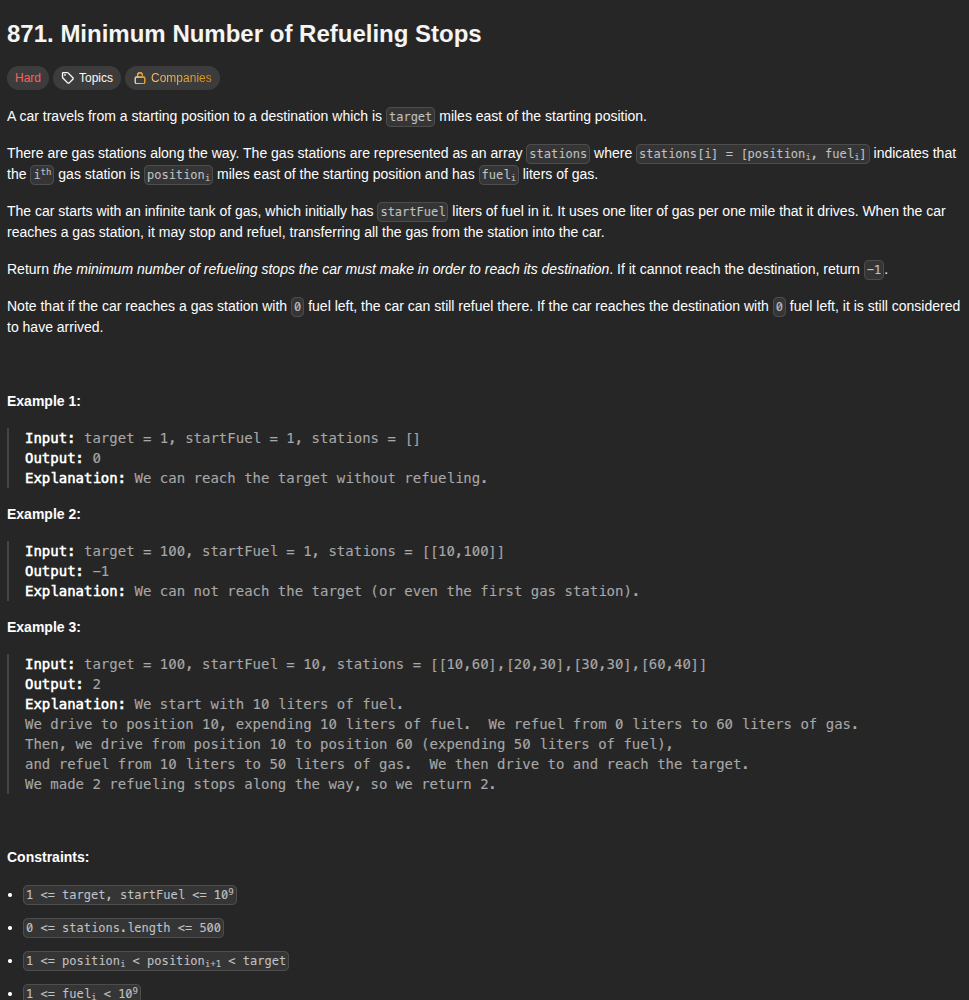 871. Minimum Number of Refueling Stops
Hard Topics Companies
A car travels from a starting position to a destination which is target miles east of the starting position.
There are gas stations along the way. The gas stations are represented as an array stations where stations[i] = [positionᵢ, fuelᵢ] indicates that
the iᵗʰ gas station is positionᵢ miles east of the starting position and has fuelᵢ liters of gas.
The car starts with an infinite tank of gas, which initially has startFuel liters of fuel in it. It uses one liter of gas per one mile that it drives. When the car
reaches a gas station, it may stop and refuel, transferring all the gas from the station into the car.
Return the minimum number of refueling stops the car must make in order to reach its destination. If it cannot reach the destination, return −1.
Note that if the car reaches a gas station with 0 fuel left, the car can still refuel there. If the car reaches the destination with 0 fuel left, it is still considered
to have arrived.
Example 1:
Input: target = 1, startFuel = 1, stations = []
Output: 0
Explanation: We can reach the target without refueling.
Example 2:
Input: target = 100, startFuel = 1, stations = [[10,100]]
Output: −1
Explanation: We can not reach the target (or even the first gas station).
Example 3:
Input: target = 100, startFuel = 10, stations = [[10,60],[20,30],[30,30],[60,40]]
Output: 2
Explanation: We start with 10 liters of fuel.
We drive to position 10, expending 10 liters of fuel.  We refuel from 0 liters to 60 liters of gas.
Then, we drive from position 10 to position 60 (expending 50 liters of fuel),
and refuel from 10 liters to 50 liters of gas.  We then drive to and reach the target.
We made 2 refueling stops along the way, so we return 2.
Constraints:
• 1 <= target, startFuel <= 10⁹
• 0 <= stations.length <= 500
• 1 <= positionᵢ < positionᵢ₊₁ < target
• 1 <= fuelᵢ < 10⁹